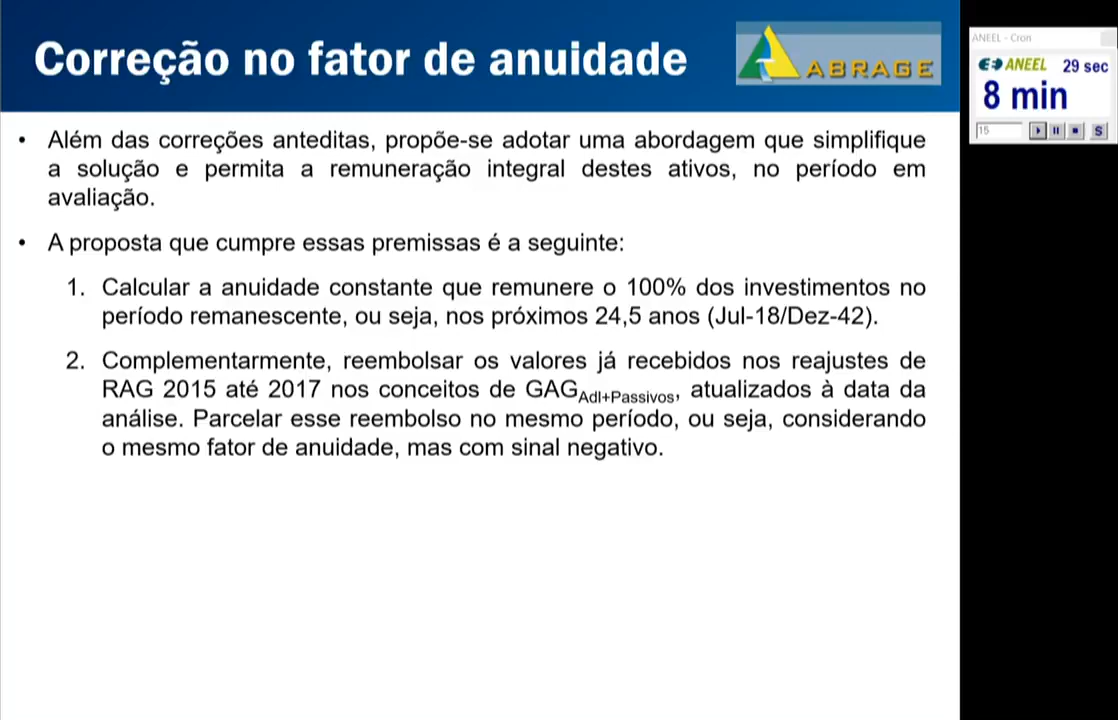 Correção no fator de anuidade
ABRAGE
ANEEL - Cron
ANEEL 29 sec
8 min
15
S
• Além das correções anteditas, propõe-se adotar uma abordagem que simplifique
a solução e permita a remuneração integral destes ativos, no período em
avaliação.
• A proposta que cumpre essas premissas é a seguinte:
1. Calcular a anuidade constante que remunere o 100% dos investimentos no
período remanescente, ou seja, nos próximos 24,5 anos (Jul-18/Dez-42).
2. Complementarmente, reembolsar os valores já recebidos nos reajustes de
RAG 2015 até 2017 nos conceitos de GAGAdI+Passivos, atualizados à data da
análise. Parcelar esse reembolso no mesmo período, ou seja, considerando
o mesmo fator de anuidade, mas com sinal negativo.